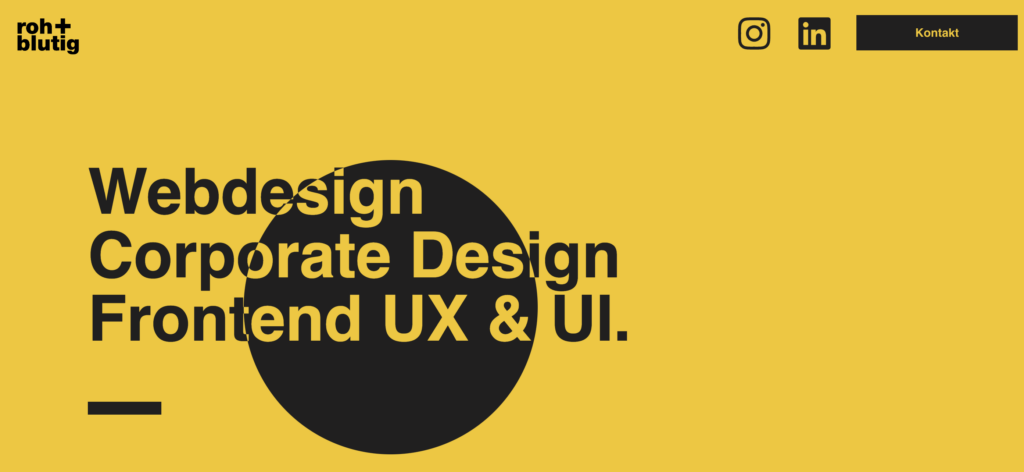 roh+
blutig
Kontakt
Webdesign
Corporate Design
Frontend UX & UI.